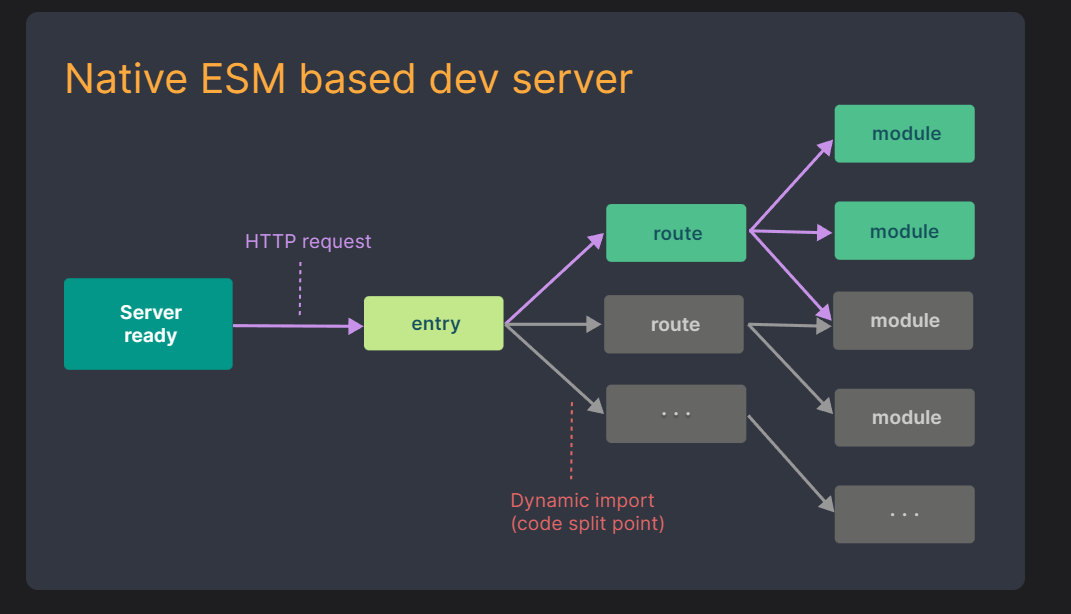 Native ESM based dev server
module
HTTP request
route
module
Server
ready
entry
route
module
...
module
Dynamic import
(code split point)
...